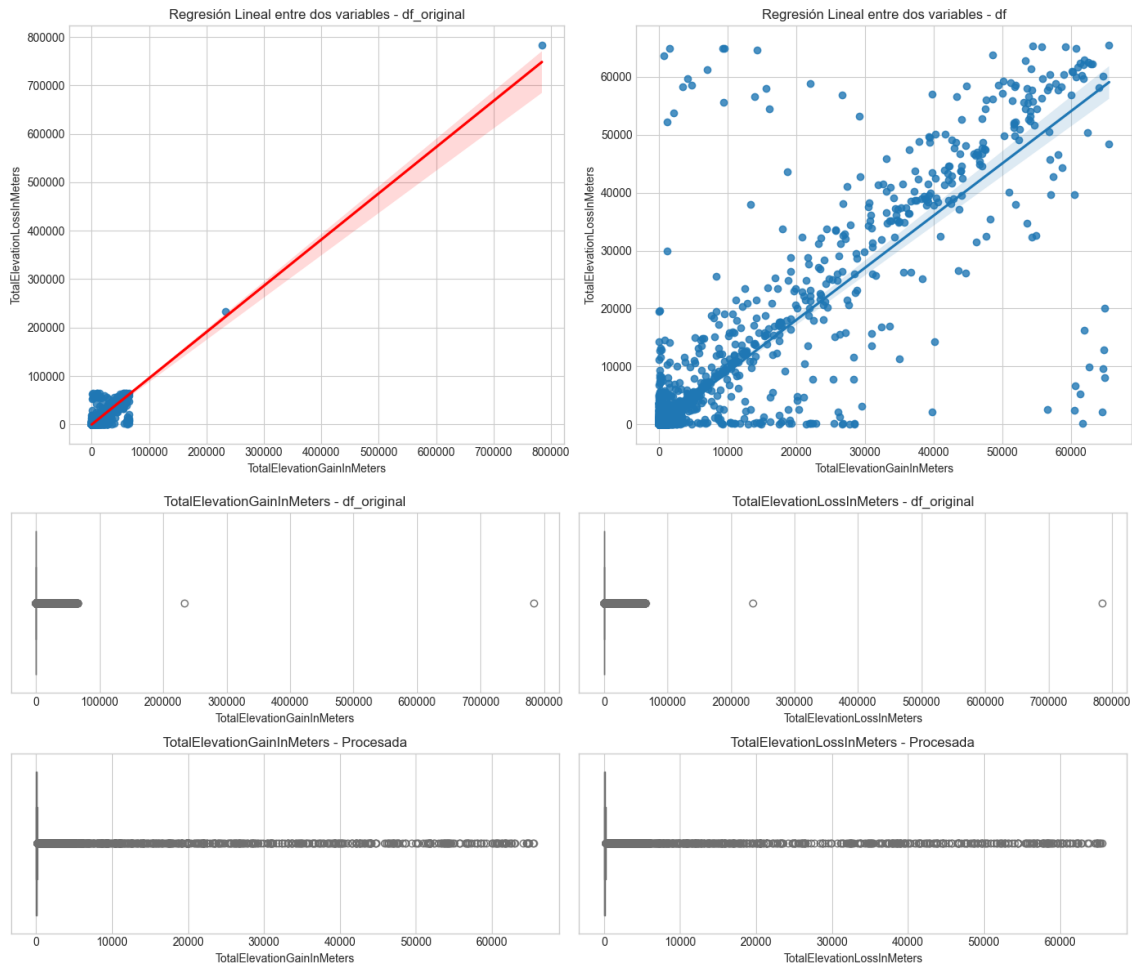 Regresión Lineal entre dos variables - df_original
800000
700000
600000
500000
400000
300000
200000
100000
0
TotalElevationLossInMeters
0 100000 200000 300000 400000 500000 600000 700000 800000
TotalElevationGainInMeters
Regresión Lineal entre dos variables - df
60000
50000
40000
30000
20000
10000
0
TotalElevationLossInMeters
0 10000 20000 30000 40000 50000 60000
TotalElevationGainInMeters
TotalElevationGainInMeters - df_original
0 100000 200000 300000 400000 500000 600000 700000 800000
TotalElevationGainInMeters
TotalElevationLossInMeters - df_original
0 100000 200000 300000 400000 500000 600000 700000 800000
TotalElevationLossInMeters
TotalElevationGainInMeters - Procesada
0 10000 20000 30000 40000 50000 60000
TotalElevationGainInMeters
TotalElevationLossInMeters - Procesada
0 10000 20000 30000 40000 50000 60000
TotalElevationLossInMeters